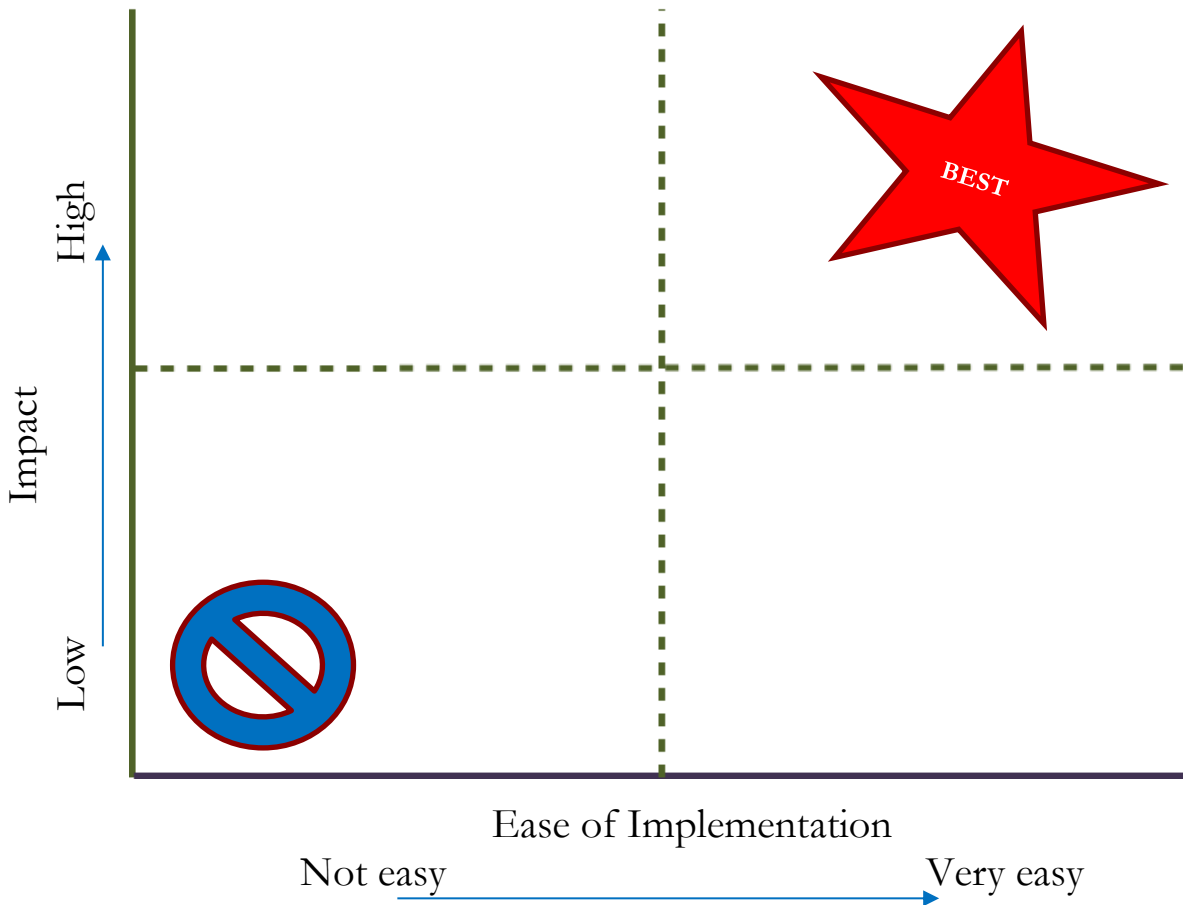 BEST
High
Impact
Low
Ease of Implementation
Not easy
Very easy